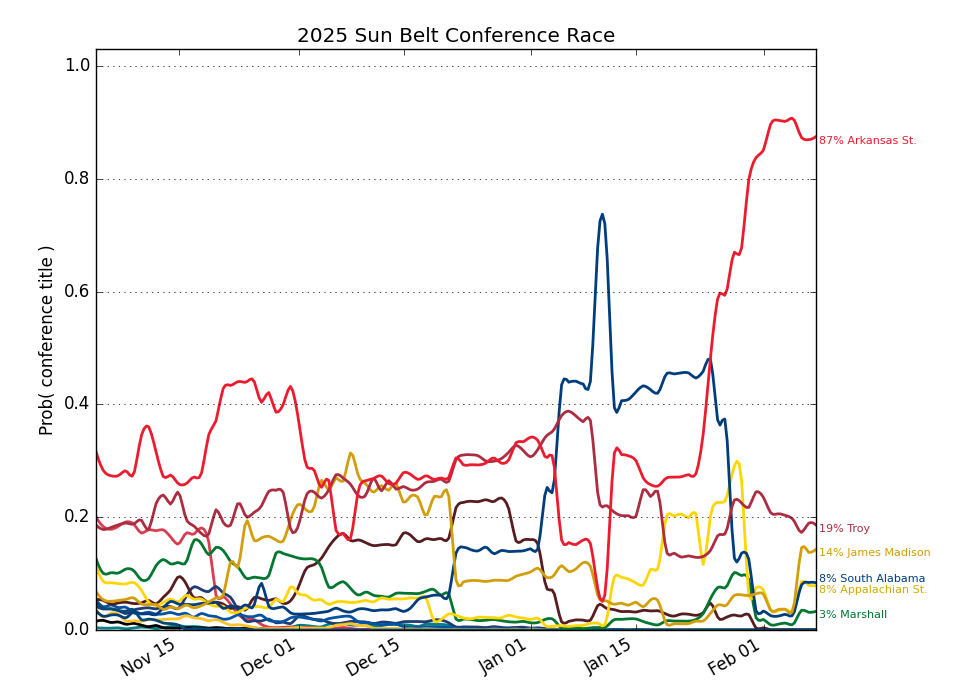 2025 Sun Belt Conference Race
Prob( conference title )
1.0
0.8
0.6
0.4
0.2
0.0
Nov 15
Dec 01
Dec 15
Jan 01
Jan 15
Feb 01
87% Arkansas St.
19% Troy
14% James Madison
8% South Alabama
8% Appalachian St.
3% Marshall